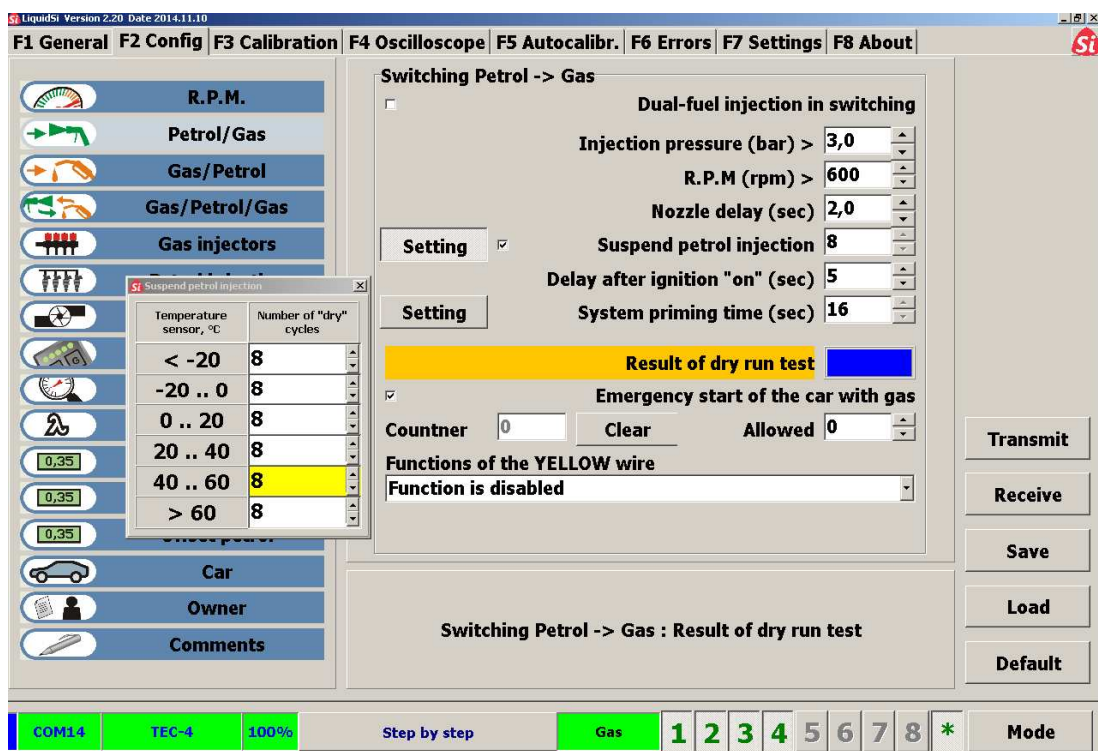 LiquidSi Version 2.20 Date 2014.11.10
F1 General F2 Config F3 Calibration F4 Oscilloscope F5 Autocalibr. F6 Errors F7 Settings F8 About
Si
R.P.M.
Petrol/Gas
Gas/Petrol
Gas/Petrol/Gas
Gas injectors
Suspend petrol injection
Temperature sensor, °C
Number of "dry" cycles
< -20 8
-20 .. 0 8
0 .. 20 8
20 .. 40 8
40 .. 60 8
> 60 8
0,35
0,35
0,35
Car
Owner
Comments
Switching Petrol -> Gas
Dual-fuel injection in switching
Injection pressure (bar) > 3,0
R.P.M (rpm) > 600
Nozzle delay (sec) 2,0
Setting Suspend petrol injection 8
Delay after ignition "on" (sec) 5
Setting System priming time (sec) 16
Result of dry run test
Emergency start of the car with gas
Countner 0 Clear Allowed 0
Functions of the YELLOW wire
Function is disabled
Switching Petrol -> Gas : Result of dry run test
Transmit
Receive
Save
Load
Default
COM14 TEC-4 100% Step by step Gas 1 2 3 4 5 6 7 8 * Mode